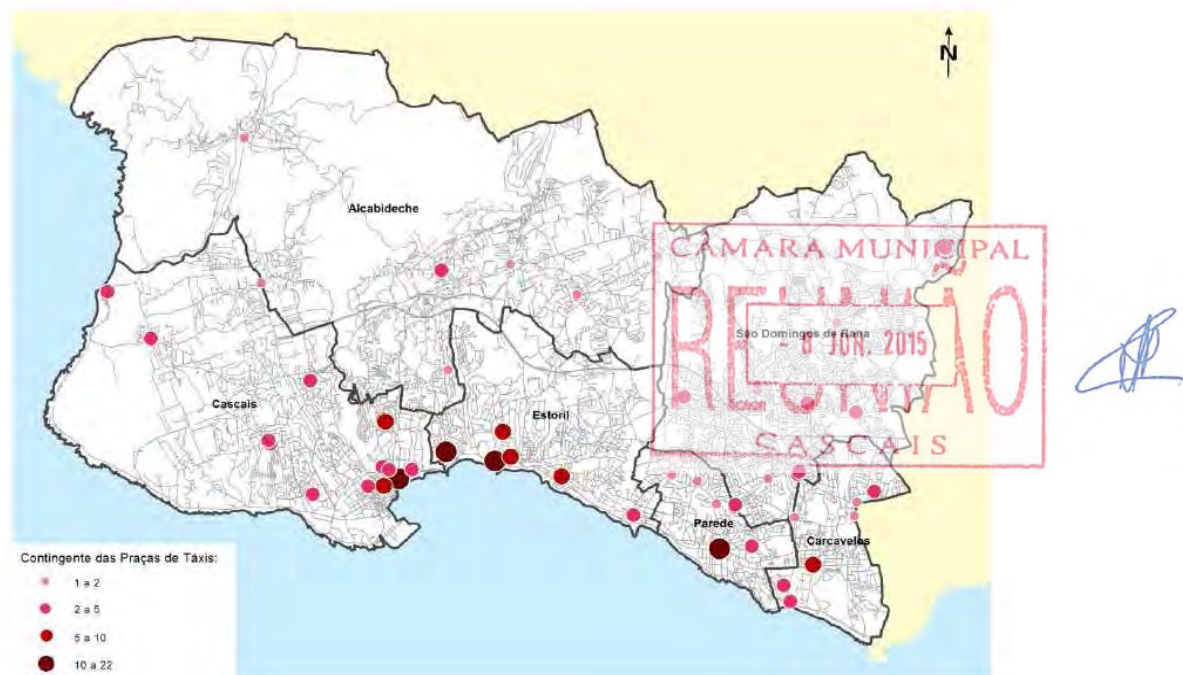 N
Alcabideche
CÂMARA MUNICIPAL
REUNIÃO
São Domingos de Rana
- 8 JUN. 2015
CASCAIS
Cascais
Estoril
Parede
Carcavelos
Contingente das Praças de Táxis:
1 a 2
2 a 5
5 a 10
10 a 22